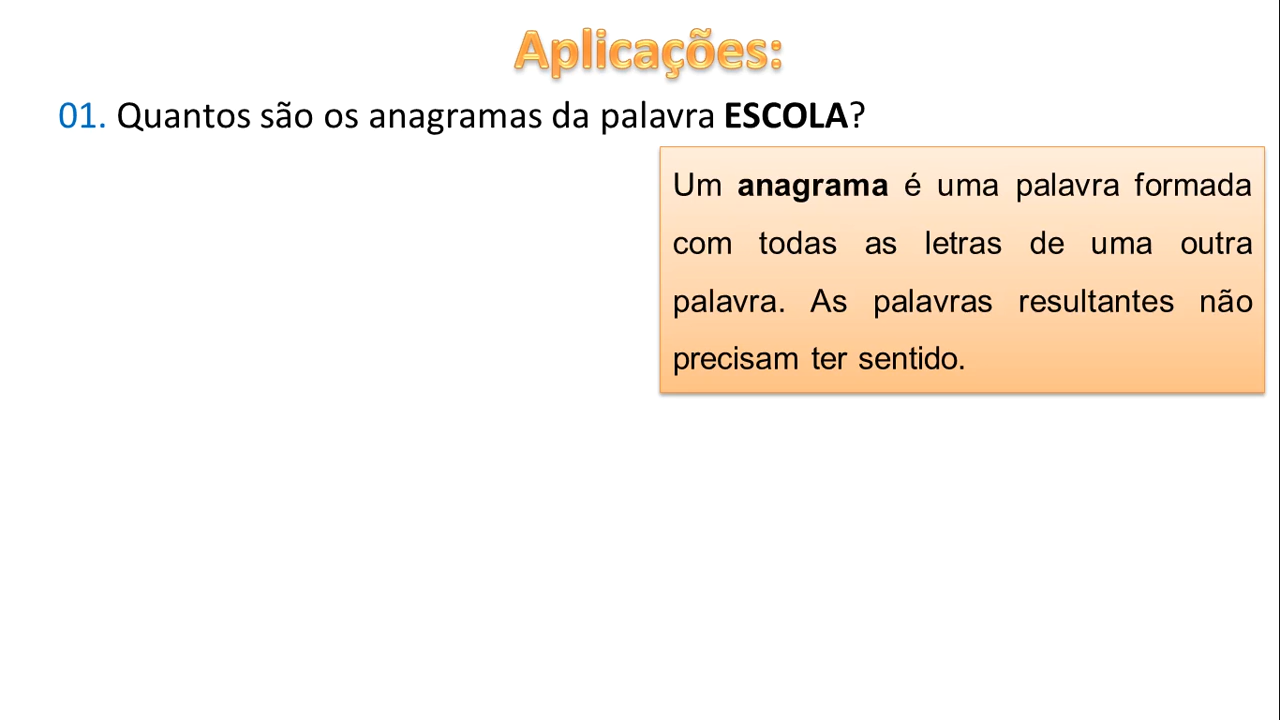 Aplicações:
01. Quantos são os anagramas da palavra ESCOLA?
Um anagrama é uma palavra formada
com todas as letras de uma outra
palavra. As palavras resultantes não
precisam ter sentido.